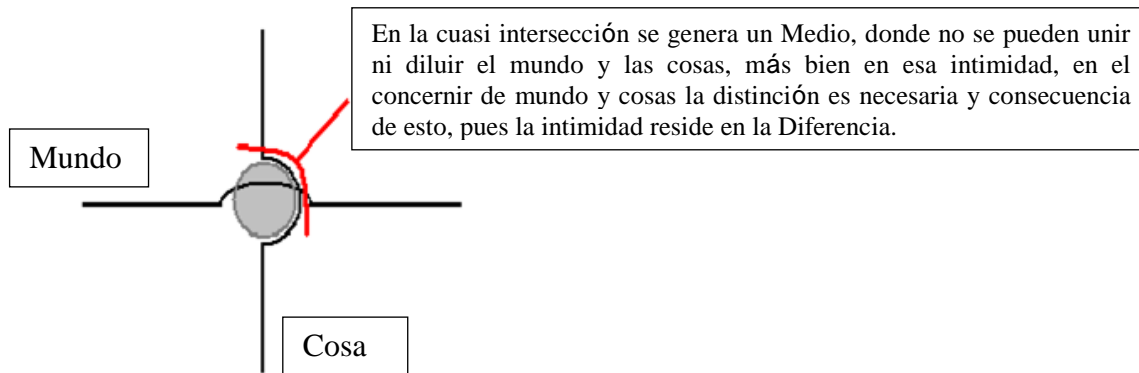 En la cuasi intersección se genera un Medio, donde no se pueden unir
ni diluir el mundo y las cosas, más bien en esa intimidad, en el
concernir de mundo y cosas la distinción es necesaria y consecuencia
de esto, pues la intimidad reside en la Diferencia.
Mundo
Cosa